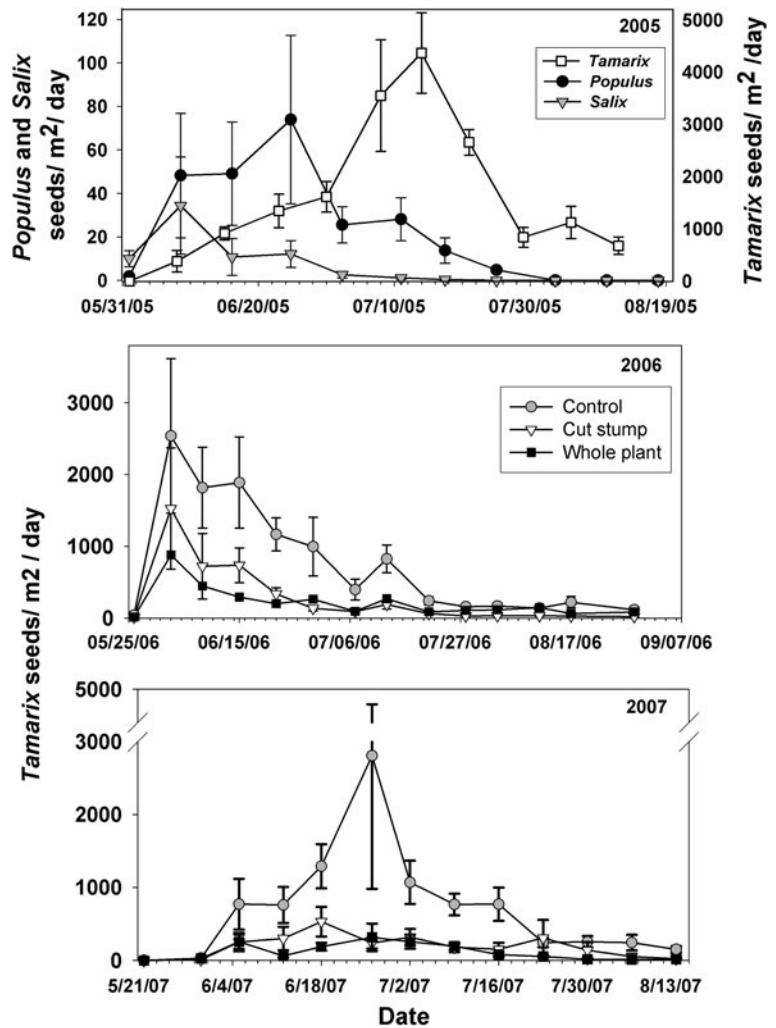 2005
Tamarix
Populus
Salix
120
100
80
60
40
20
0
5000
4000
3000
2000
1000
0
Populus and Salix
seeds/ m2/ day
Tamarix seeds/ m2 /day
05/31/05 06/20/05 07/10/05 07/30/05 08/19/05
2006
Control
Cut stump
Whole plant
3000
2000
1000
0
05/25/06 06/15/06 07/06/06 07/27/06 08/17/06 09/07/06
Tamarix seeds/ m2 / day
2007
5000
3000
2000
1000
0
5/21/07 6/4/07 6/18/07 7/2/07 7/16/07 7/30/07 8/13/07
Date